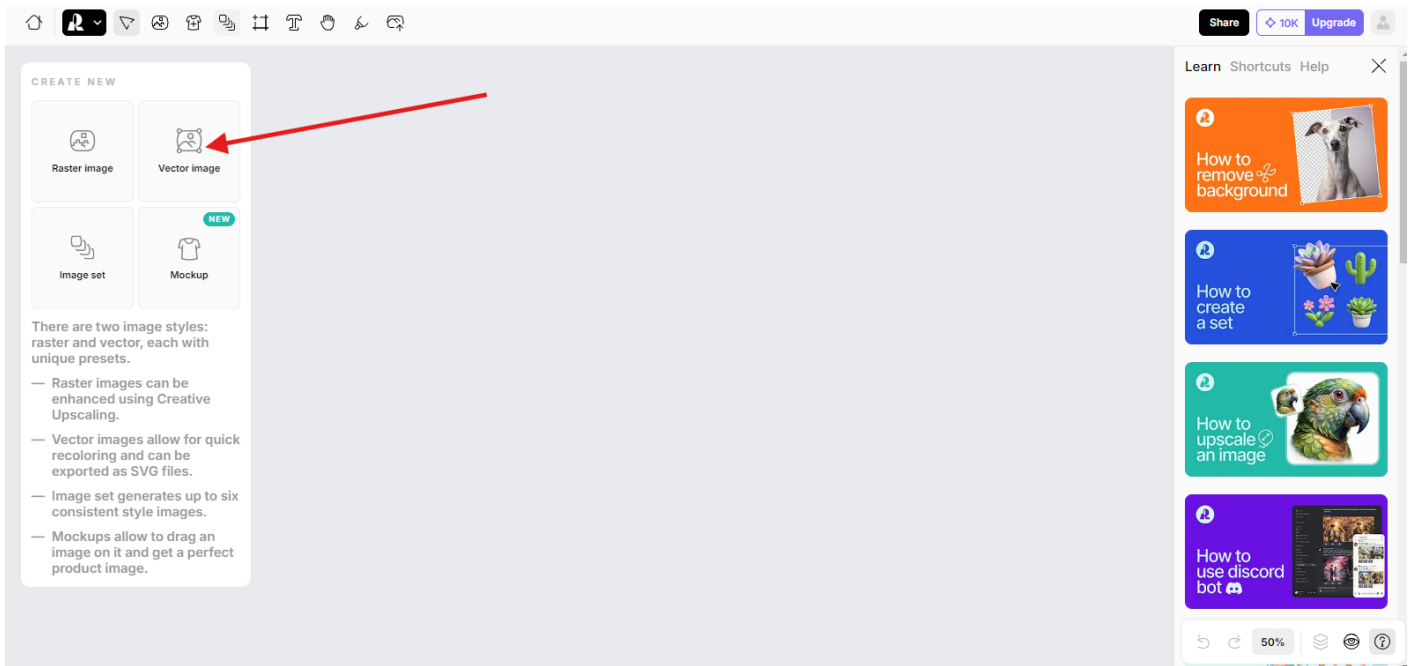 Share
10K
Upgrade
CREATE NEW
Raster image
Vector image
NEW
Image set
Mockup
There are two image styles:
raster and vector, each with
unique presets.
— Raster images can be
enhanced using Creative
Upscaling.
— Vector images allow for quick
recoloring and can be
exported as SVG files.
— Image set generates up to six
consistent style images.
— Mockups allow to drag an
image on it and get a perfect
product image.
Learn Shortcuts Help
How to
remove
background
How to
create
a set
How to
upscale
an image
How to
use discord
bot
50%